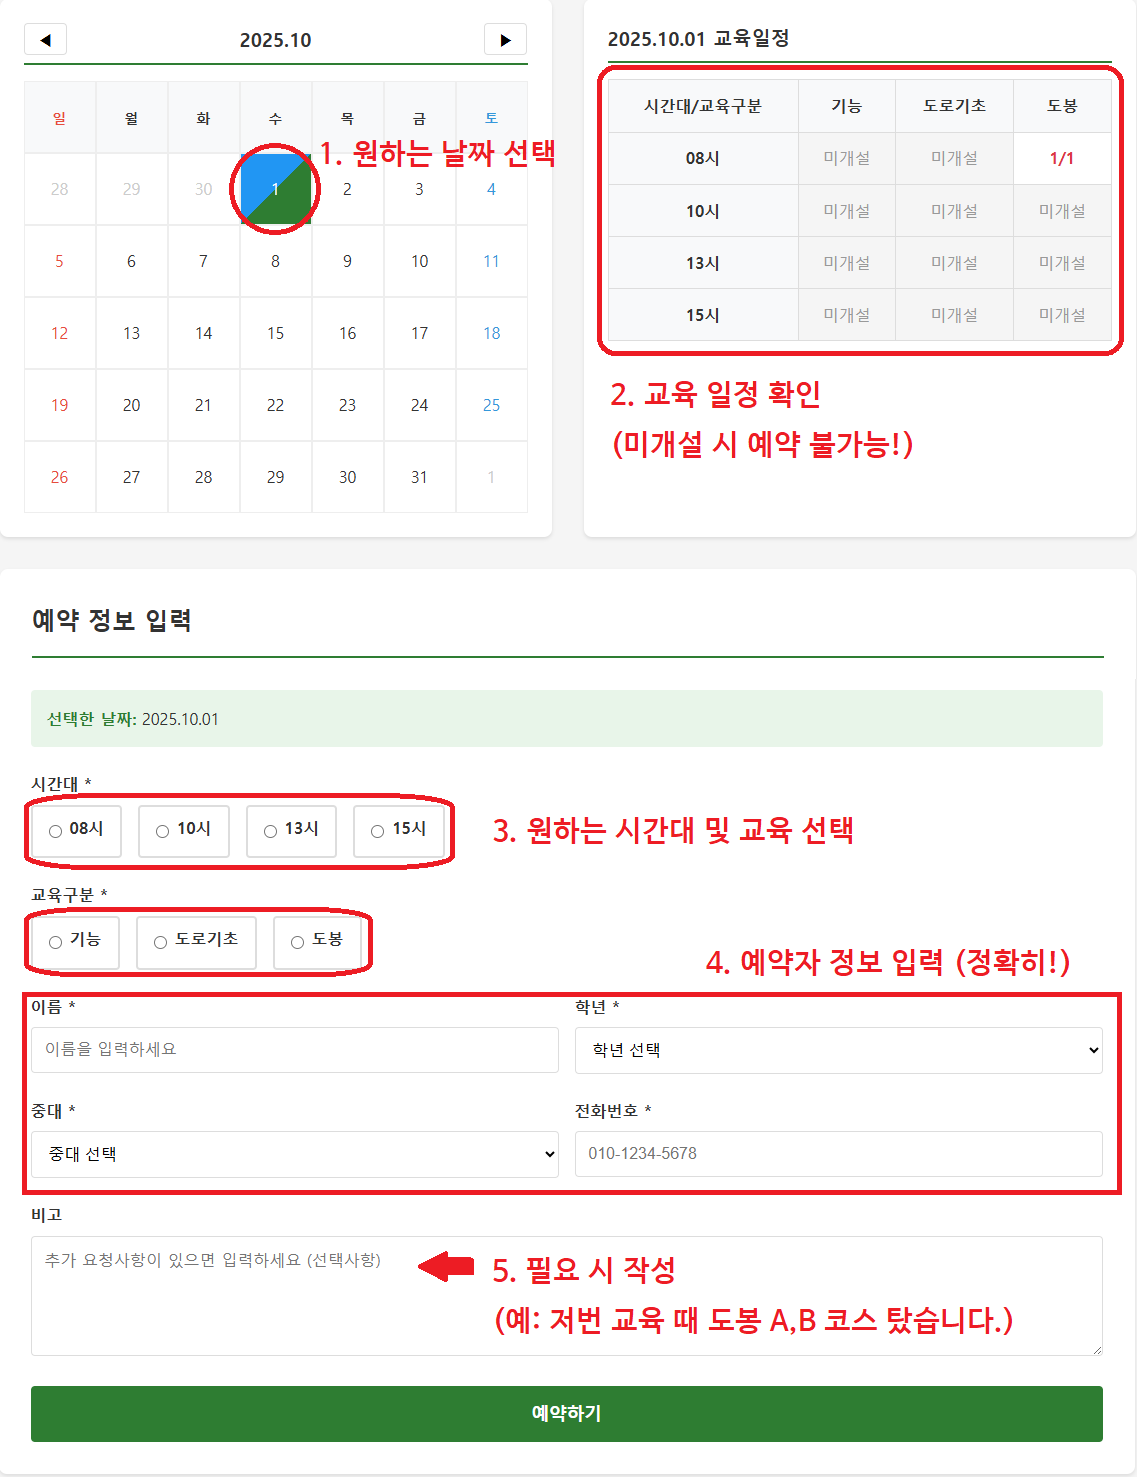 ◀ 2025.10 ▶
일 월 화 수 목 금 토
1. 원하는 날짜 선택
28 29 30 1 2 3 4
5 6 7 8 9 10 11
12 13 14 15 16 17 18
19 20 21 22 23 24 25
26 27 28 29 30 31 1
2025.10.01 교육일정
시간대/교육구분 기능 도로기초 도봉
08시 미개설 미개설 1/1
10시 미개설 미개설 미개설
13시 미개설 미개설 미개설
15시 미개설 미개설 미개설
2. 교육 일정 확인
(미개설 시 예약 불가능!)
예약 정보 입력
선택한 날짜: 2025.10.01
시간대 *
08시 10시 13시 15시
3. 원하는 시간대 및 교육 선택
교육구분 *
기능 도로기초 도봉
4. 예약자 정보 입력 (정확히!)
이름 * 학년 *
이름을 입력하세요 학년 선택
중대 * 전화번호 *
중대 선택 010-1234-5678
비고
추가 요청사항이 있으면 입력하세요 (선택사항)
5. 필요 시 작성
(예: 저번 교육 때 도봉 A,B 코스 탔습니다.)
예약하기